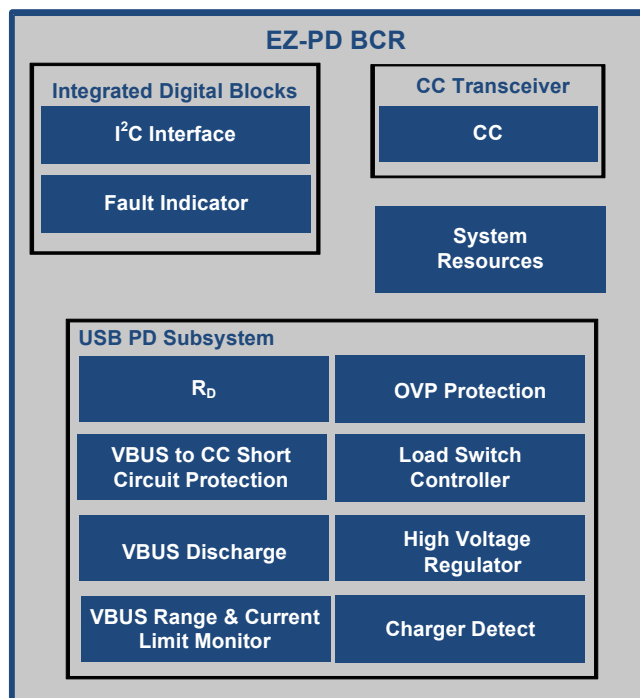 EZ-PD BCR
Integrated Digital Blocks
I²C Interface
Fault Indicator
CC Transceiver
CC
System
Resources
USB PD Subsystem
R_D
OVP Protection
VBUS to CC Short
Circuit Protection
Load Switch
Controller
VBUS Discharge
High Voltage
Regulator
VBUS Range & Current
Limit Monitor
Charger Detect